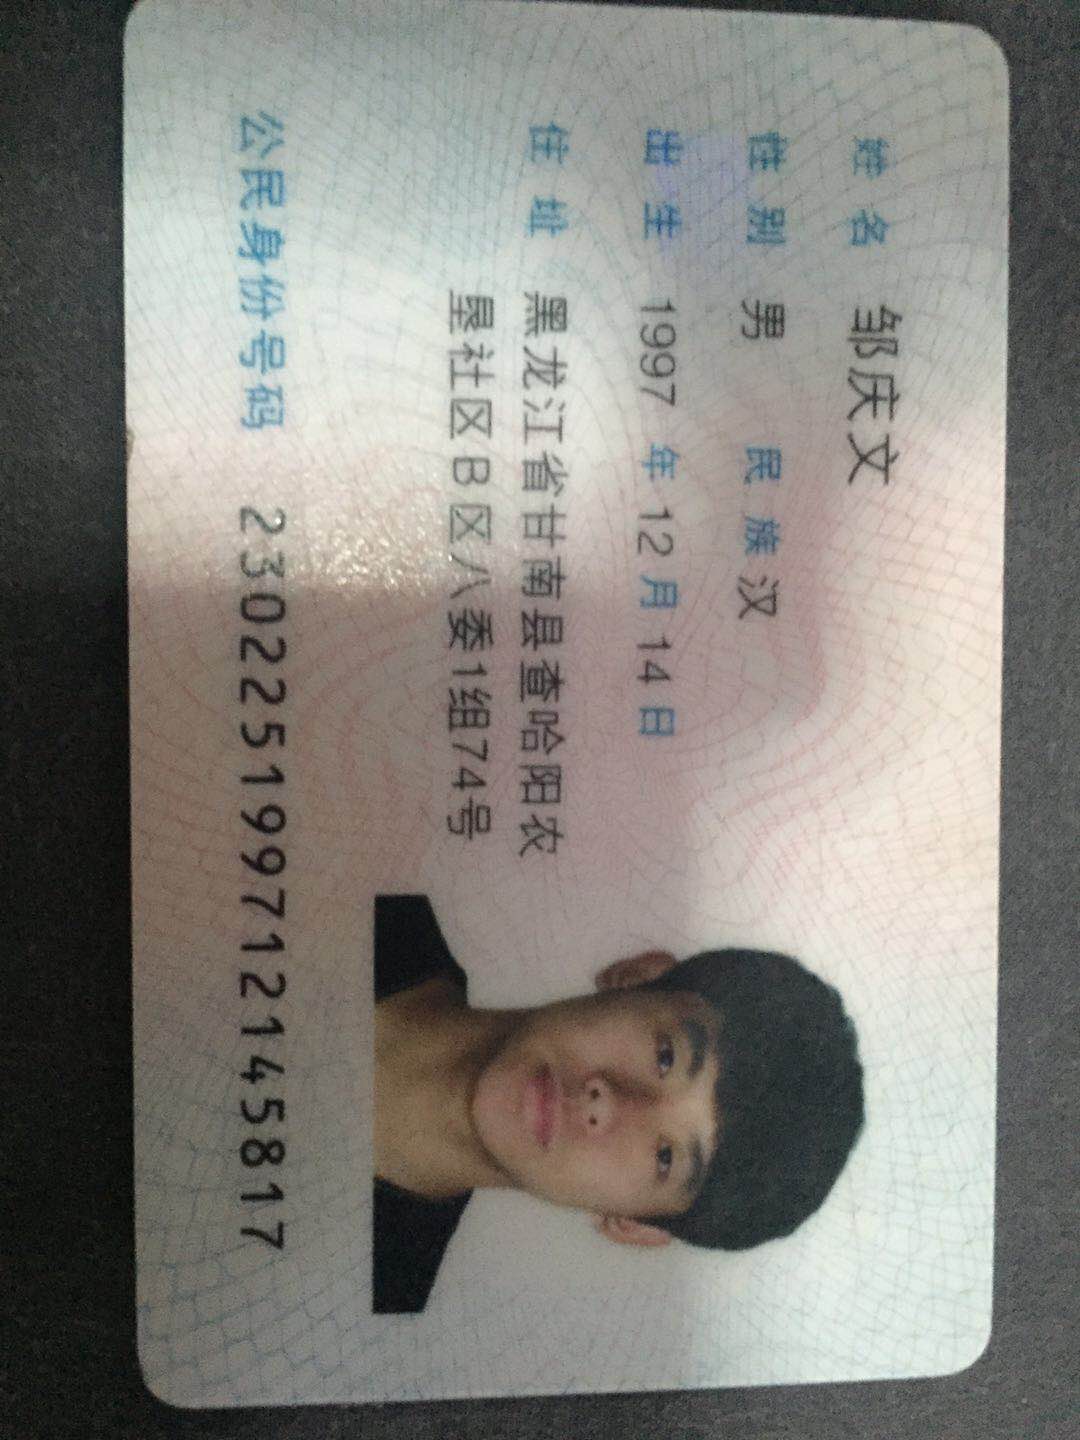 姓名 邹庆文
性别 男 民族 汉
出生 1997 年 12 月 14 日
住址 黑龙江省甘南县查哈阳农
垦社区B区八委1组74号
公民身份号码 230225199712145817